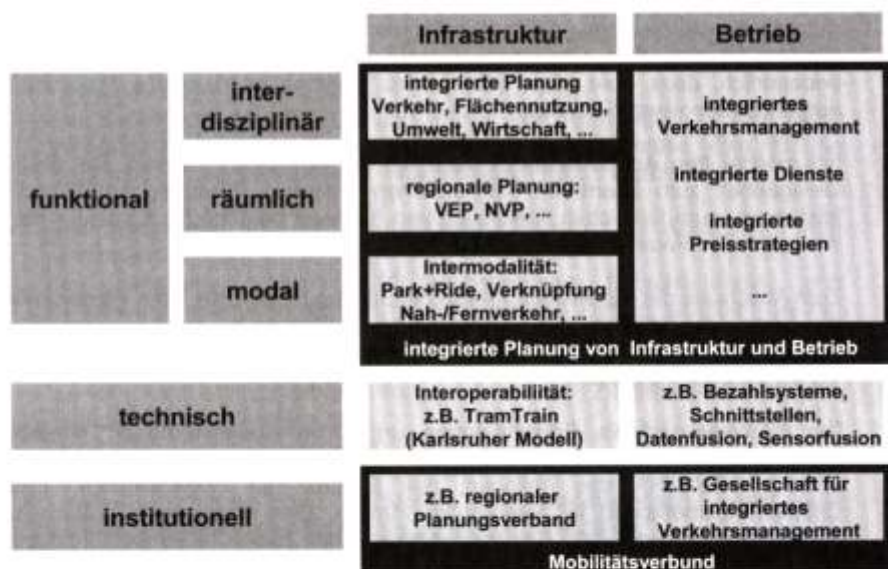 Infrastruktur
Betrieb
funktional
inter-
disziplinär
integrierte Planung
Verkehr, Flächennutzung,
Umwelt, Wirtschaft, ...
räumlich
regionale Planung:
VEP, NVP, ...
modal
Intermodalität:
Park+Ride, Verknüpfung
Nah-/Fernverkehr, ...
integriertes
Verkehrsmanagement
integrierte Dienste
integrierte
Preisstrategien
...
integrierte Planung von Infrastruktur und Betrieb
technisch
Interoperabiliität:
z.B. TramTrain
(Karlsruher Modell)
z.B. Bezahlsysteme,
Schnittstellen,
Datenfusion, Sensorfusion
institutionell
z.B. regionaler
Planungsverband
z.B. Gesellschaft für
integriertes
Verkehrsmanagement
Mobilitätsverbund